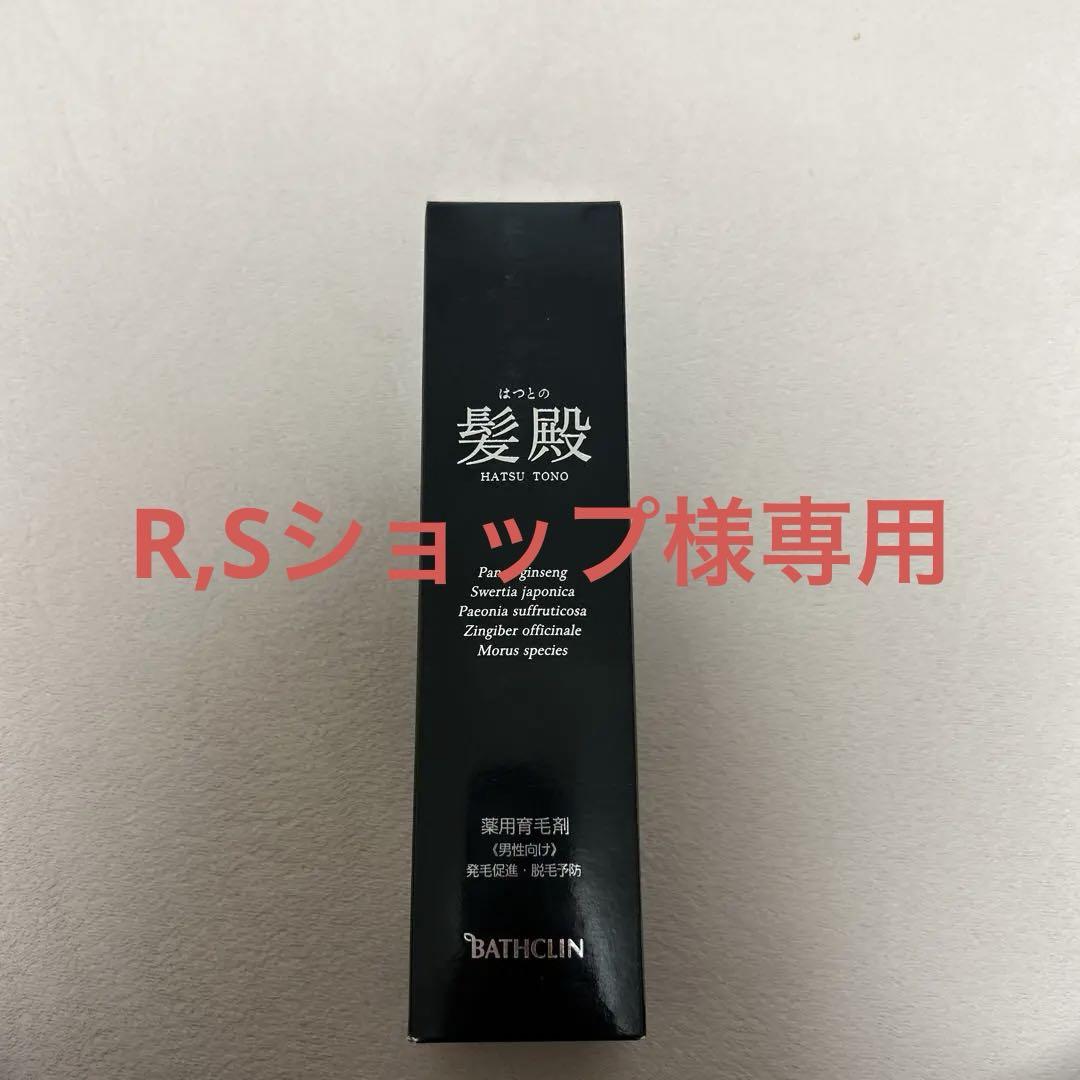 はつとの
髪殿
HATSU TONO
R,Sショップ様専用
ginseng
Swertia japonica
Paeonia suffruticosa
Zingiber officinale
Morus species
薬用育毛剤
《男性向け》
発毛促進・脱毛予防
BATHCLIN